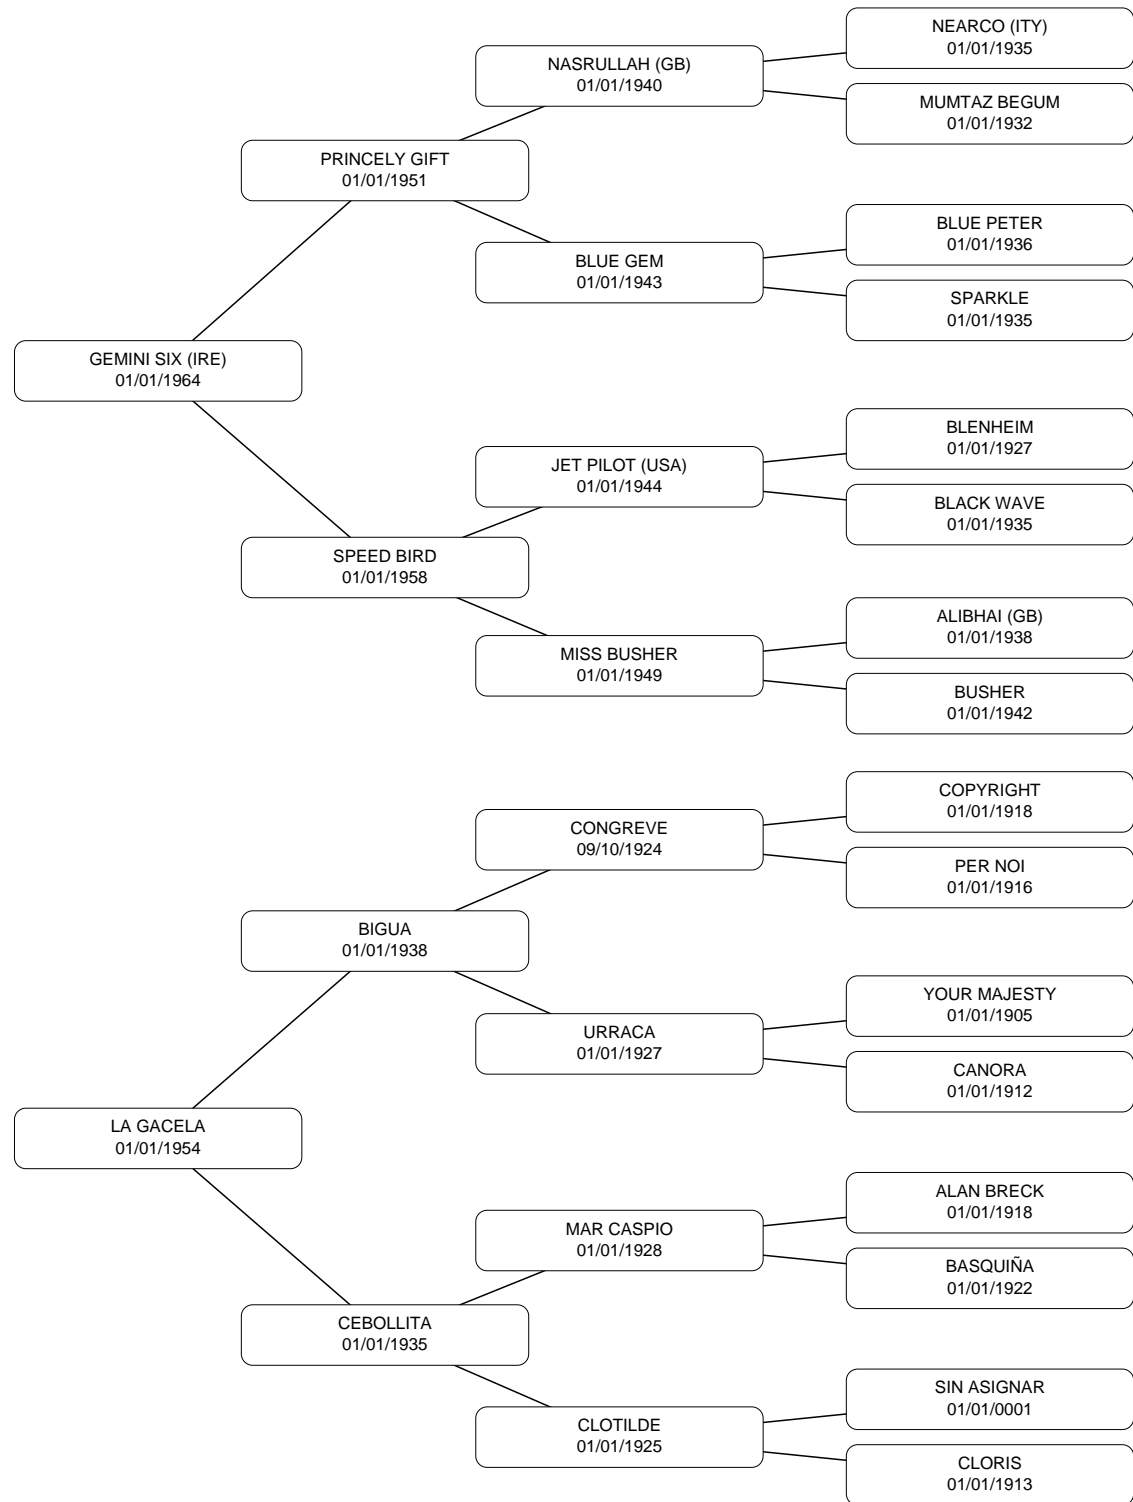 NEARCO (ITY)
01/01/1935
NASRULLAH (GB)
01/01/1940
MUMTAZ BEGUM
01/01/1932
PRINCELY GIFT
01/01/1951
BLUE PETER
01/01/1936
BLUE GEM
01/01/1943
SPARKLE
01/01/1935
GEMINI SIX (IRE)
01/01/1964
BLENHEIM
01/01/1927
JET PILOT (USA)
01/01/1944
BLACK WAVE
01/01/1935
SPEED BIRD
01/01/1958
ALIBHAI (GB)
01/01/1938
MISS BUSHER
01/01/1949
BUSHER
01/01/1942
COPYRIGHT
01/01/1918
CONGREVE
09/10/1924
PER NOI
01/01/1916
BIGUA
01/01/1938
YOUR MAJESTY
01/01/1905
URRACA
01/01/1927
CANORA
01/01/1912
LA GACELA
01/01/1954
ALAN BRECK
01/01/1918
MAR CASPIO
01/01/1928
BASQUIÑA
01/01/1922
CEBOLLITA
01/01/1935
SIN ASIGNAR
01/01/0001
CLOTILDE
01/01/1925
CLORIS
01/01/1913